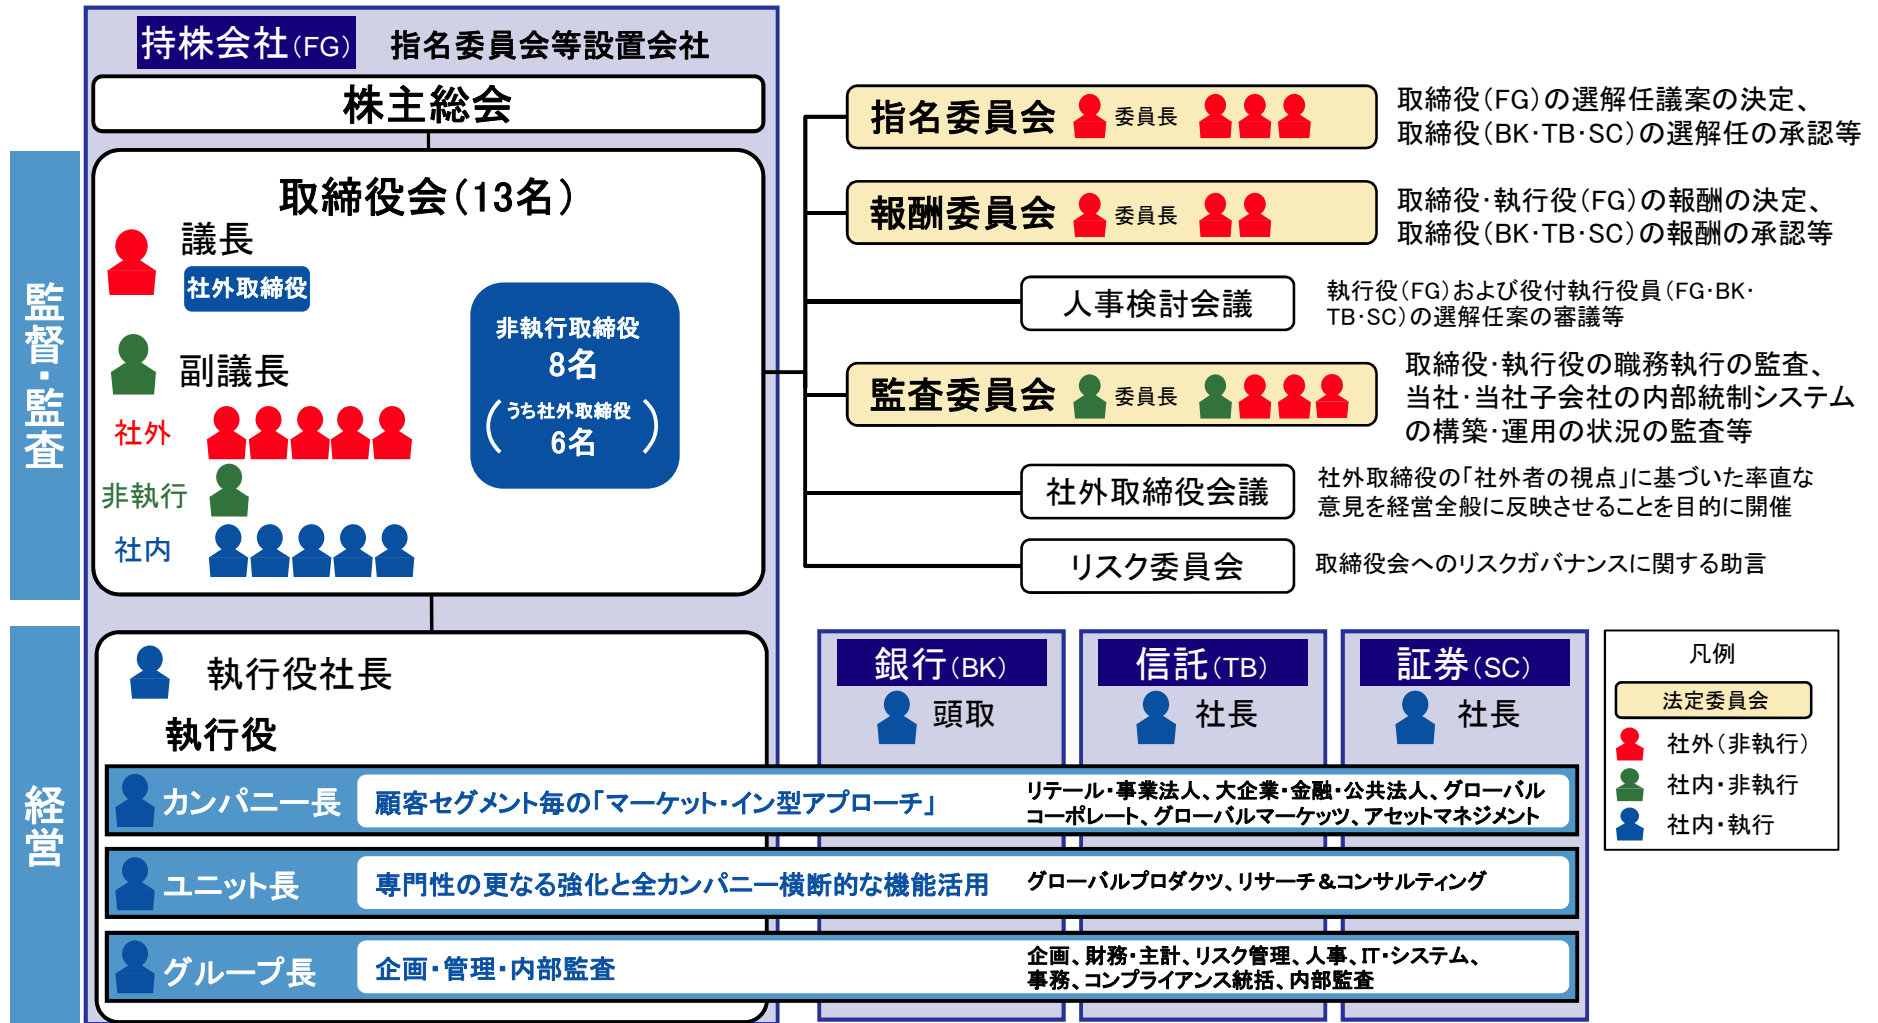 持株会社(FG) 指名委員会等設置会社
株主総会
監督・監査
取締役会(13名)
議長
社外取締役
副議長
社外
非執行
社内
非執行取締役
8名
(うち社外取締役
6名)
指名委員会 委員長
取締役(FG)の選解任議案の決定、
取締役(BK・TB・SC)の選解任の承認等
報酬委員会 委員長
取締役・執行役(FG)の報酬の決定、
取締役(BK・TB・SC)の報酬の承認等
人事検討会議
執行役(FG)および役付執行役員(FG・BK・
TB・SC)の選解任案の審議等
監査委員会 委員長
取締役・執行役の職務執行の監査、
当社・当社子会社の内部統制システム
の構築・運用の状況の監査等
社外取締役会議
社外取締役の「社外者の視点」に基づいた率直な
意見を経営全般に反映させることを目的に開催
リスク委員会
取締役会へのリスクガバナンスに関する助言
経営
執行役社長
執行役
銀行(BK)
頭取
信託(TB)
社長
証券(SC)
社長
カンパニー長
顧客セグメント毎の「マーケット・イン型アプローチ」
リテール・事業法人、大企業・金融・公共法人、グローバル
コーポレート、グローバルマーケッツ、アセットマネジメント
ユニット長
専門性の更なる強化と全カンパニー横断的な機能活用
グローバルプロダクツ、リサーチ&コンサルティング
グループ長
企画・管理・内部監査
企画、財務・主計、リスク管理、人事、IT・システム、
事務、コンプライアンス統括、内部監査
凡例
法定委員会
社外(非執行)
社内・非執行
社内・執行